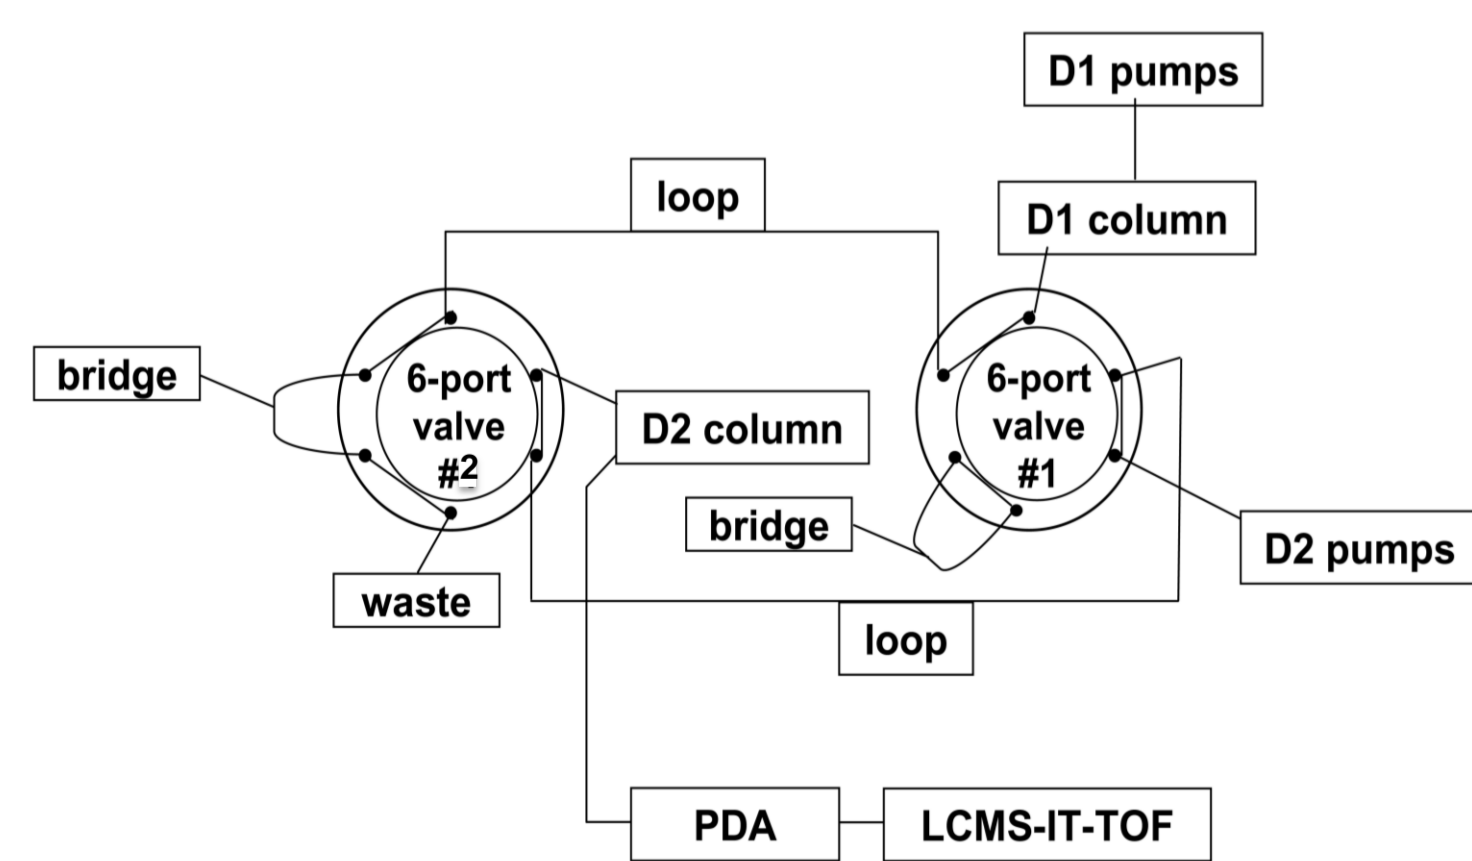 D1 pumps
loop
D1 column
bridge
6-port
valve
#2
D2 column
6-port
valve
#1
bridge
D2 pumps
waste
loop
PDA
LCMS-IT-TOF